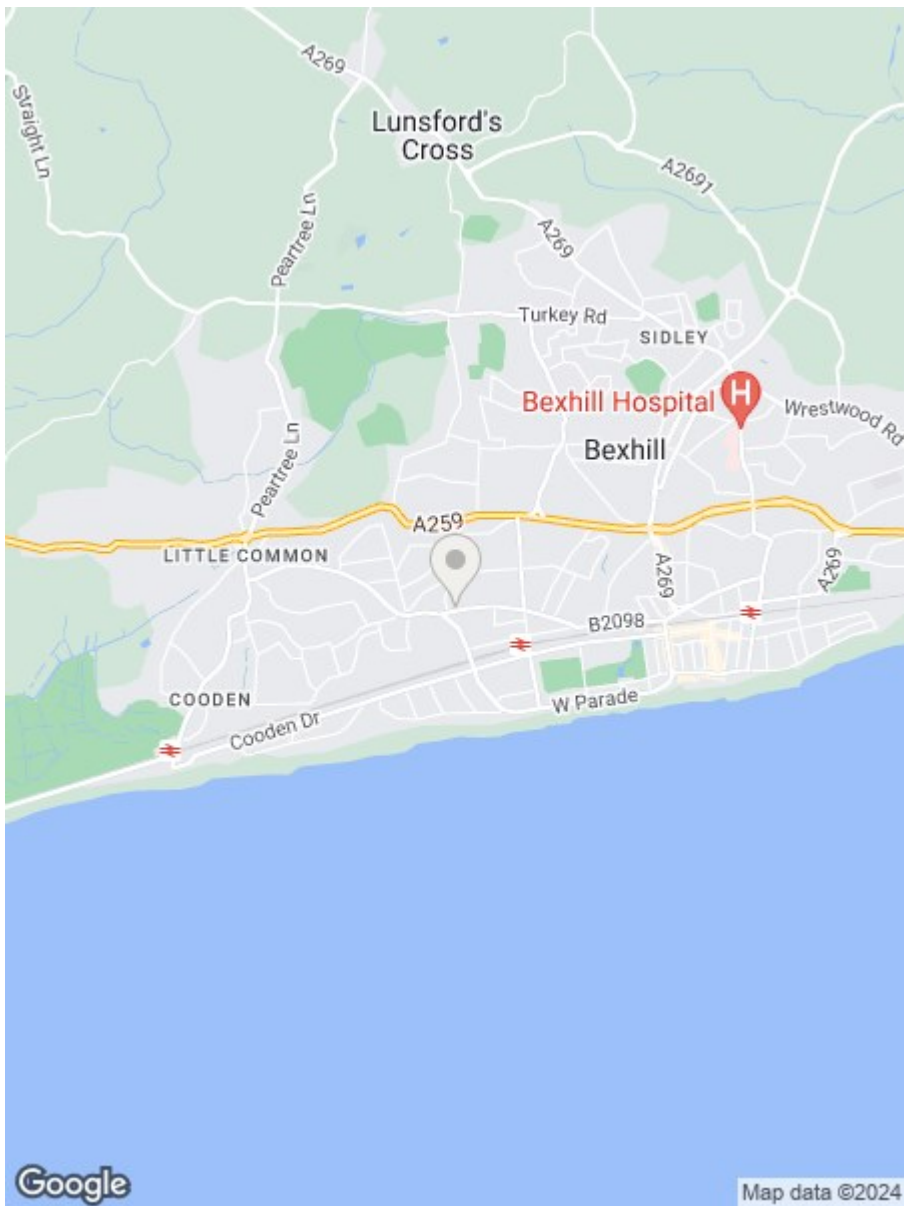 A269
Straight Ln
Lunsford's
Cross
A2691
Peartree Ln
A269
Turkey Rd
SIDLEY
Bexhill Hospital
H
Wrestwood Rd
Bexhill
Peartree Ln
A259
LITTLE COMMON
A269
A269
B2098
COODEN
W Parade
Cooden Dr
Google
Map data ©2024